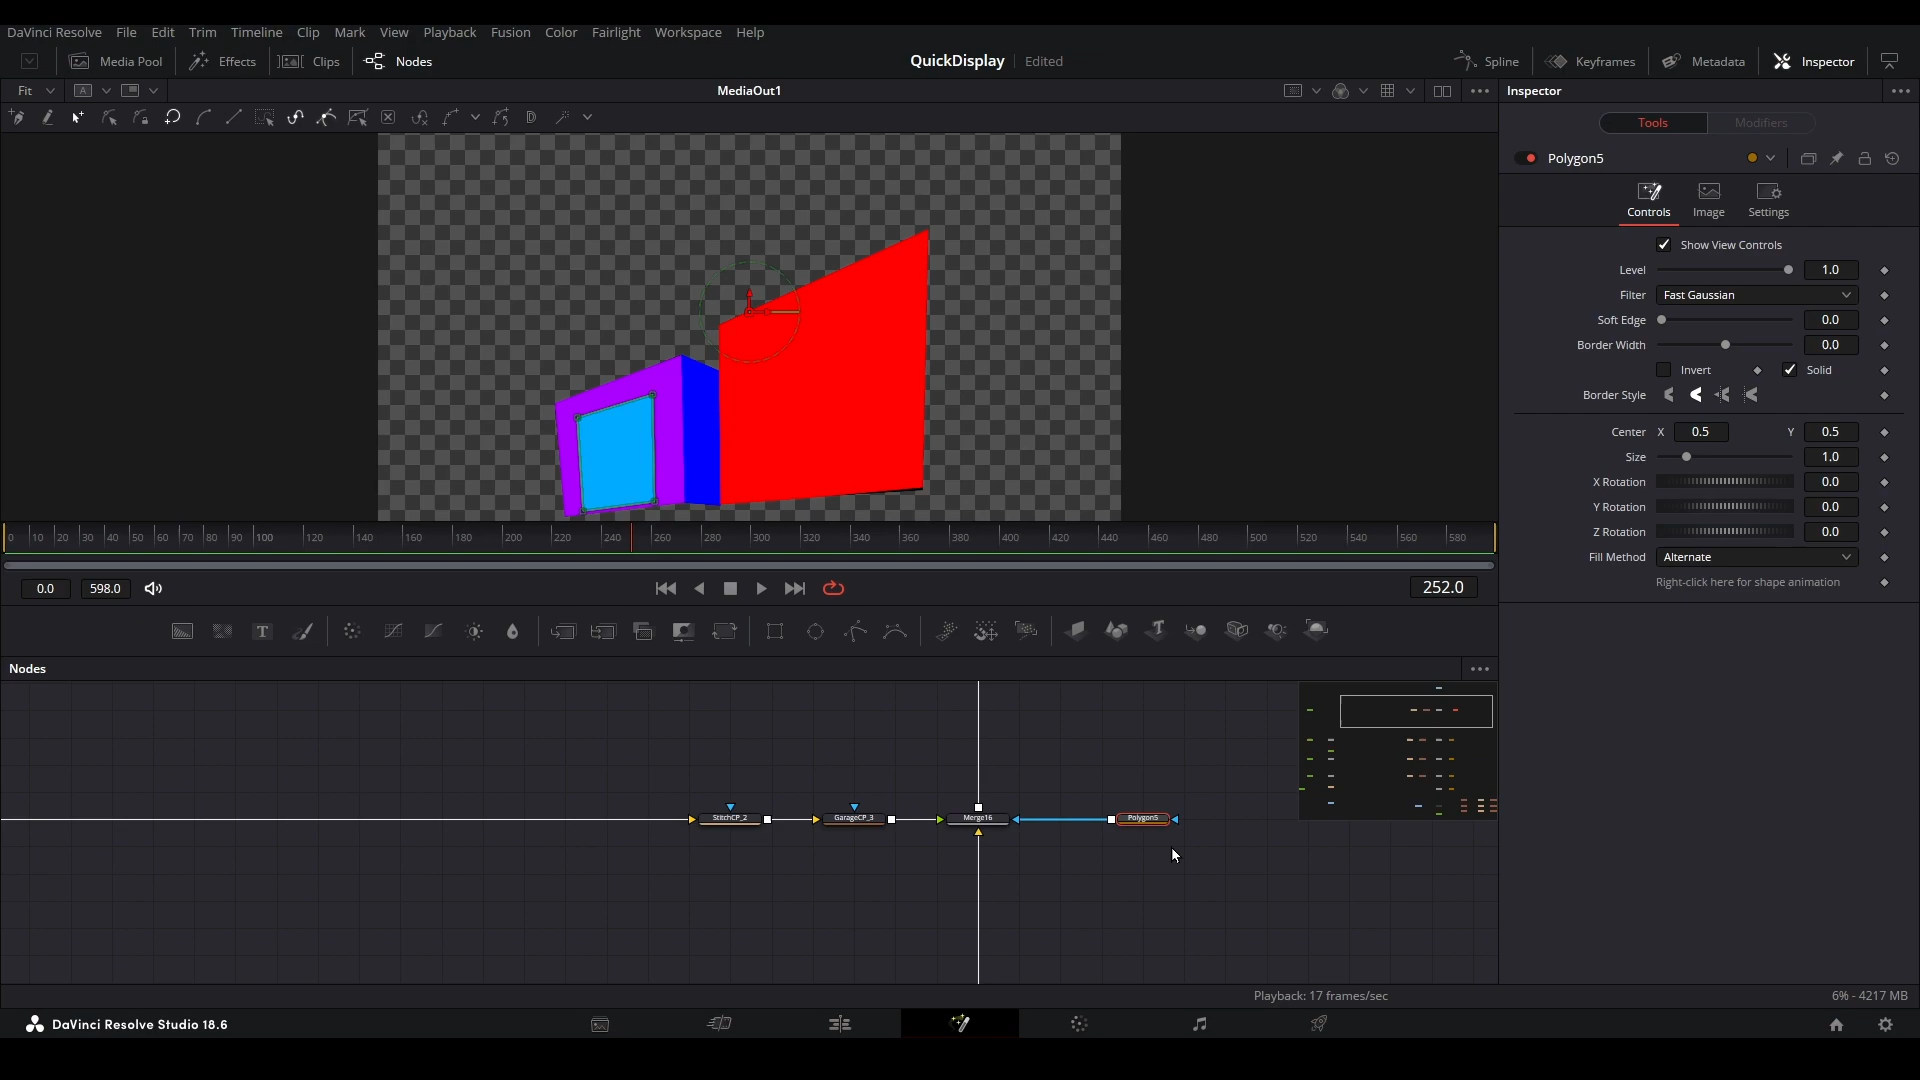 DaVinci Resolve File Edit Trim Timeline Clip Mark View Playback Fusion Color Fairlight Workspace Help
Media Pool Effects Clips Nodes QuickDisplay Edited Spline Keyframes Metadata Inspector
Fit A MediaOut1 Inspector
Tools Modifiers
Polygon5
Controls Image Settings
Show View Controls
Level 1.0
Filter Fast Gaussian
Soft Edge 0.0
Border Width 0.0
Invert Solid
Border Style
Center X 0.5 Y 0.5
Size 1.0
X Rotation 0.0
Y Rotation 0.0
Z Rotation 0.0
Fill Method Alternate
Right-click here for shape animation
0 10 20 30 40 50 60 70 80 90 100 120 140 160 180 200 220 240 260 280 300 320 340 360 380 400 420 440 460 480 500 520 540 560 580
0.0 598.0 252.0
Nodes
StitchCP_2 GarageCP_3 Merge16 Polygon5
Playback: 17 frames/sec 6% - 4217 MB
DaVinci Resolve Studio 18.6